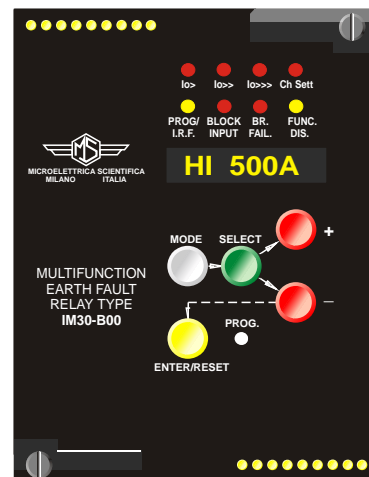 Io> Io>> Io>>> Ch Sett
PROG/ I.R.F. BLOCK INPUT BR. FAIL. FUNC. DIS.
MS
MICROELETTRICA SCIENTIFICA
MILANO ITALIA
HI 500A
MODE SELECT +
MULTIFUNCTION
EARTH FAULT
RELAY TYPE
IM30-B00
–
PROG.
ENTER/RESET